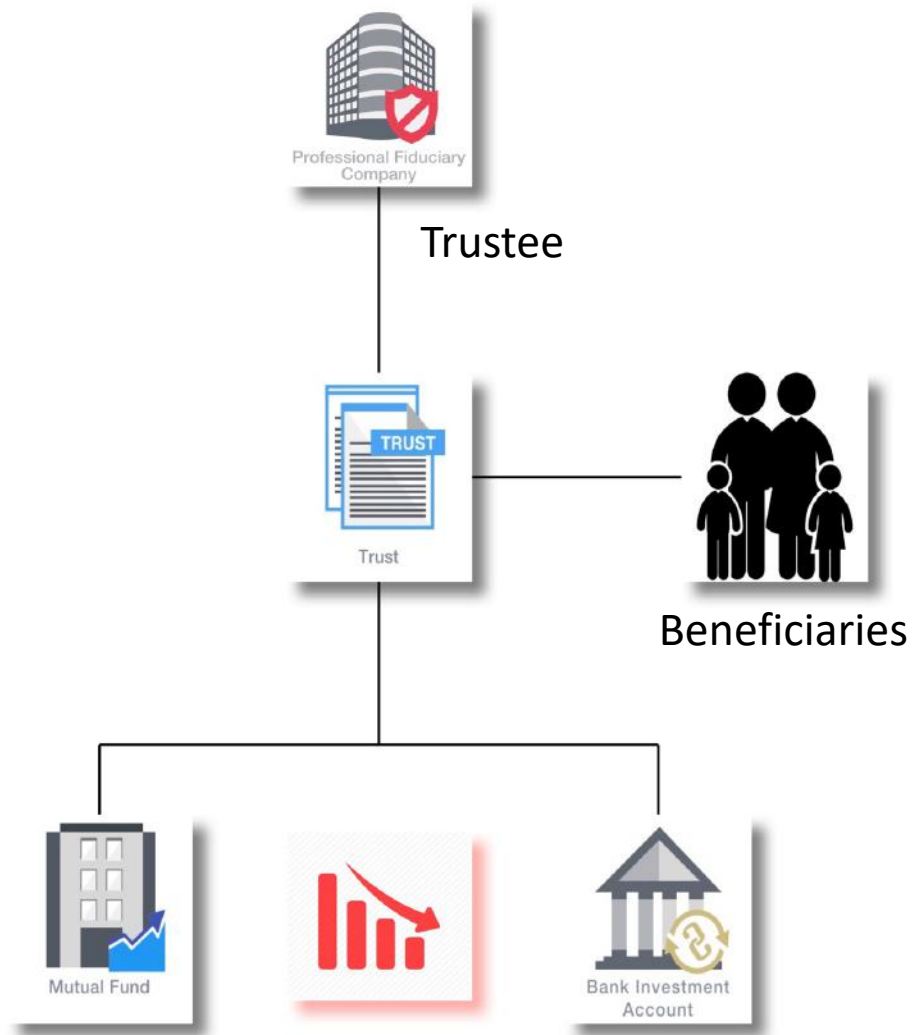 Professional Fiduciary
Company
Trustee
TRUST
Trust
Beneficiaries
Mutual Fund
Bank Investment
Account